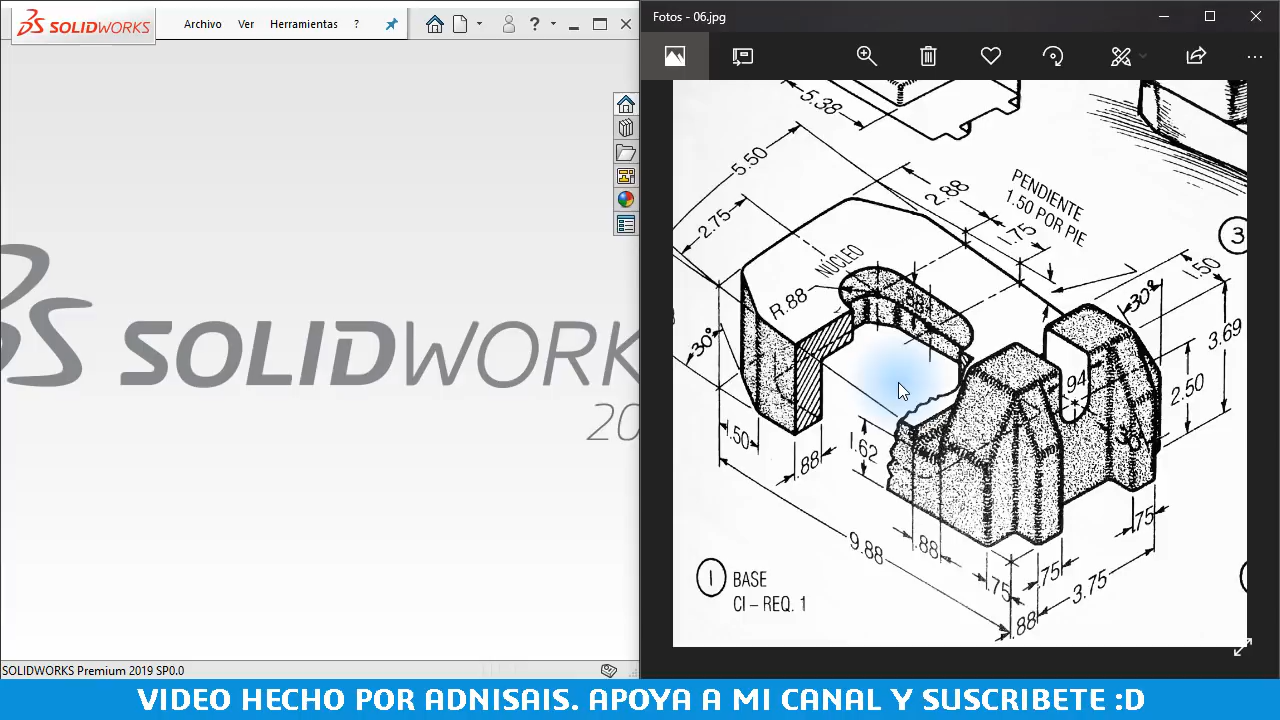 SOLIDWORKS
Archivo Ver Herramientas ?
?
Fotos - 06.jpg
5.38
5.50
2.88
PENDIENTE
1.50 POR PIE
2.75
1.75
3
NÚCLEO
1.50
R.88
30°
30°
3.69
SOLIDWORK
20
.94
2.50
1.50
.88
1.62
9.88
.88
.75
.75
.75
3.75
.88
1 BASE
CI – REQ. 1
SOLIDWORKS Premium 2019 SP0.0
VIDEO HECHO POR ADNISAIS. APOYA A MI CANAL Y SUSCRIBETE :D